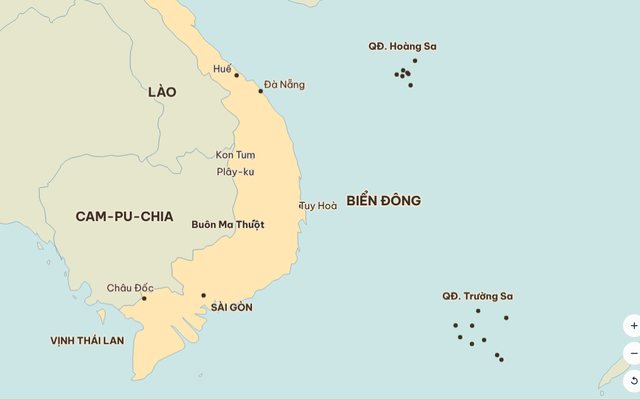 QĐ. Hoàng Sa
Huế
Đà Nẵng
LÀO
Kon Tum
Plây-kư
Tuy Hoà
BIỂN ĐÔNG
CAM-PU-CHIA
Buôn Ma Thuột
Châu Đốc
SÀI GÒN
QĐ. Trường Sa
VỊNH THÁI LAN